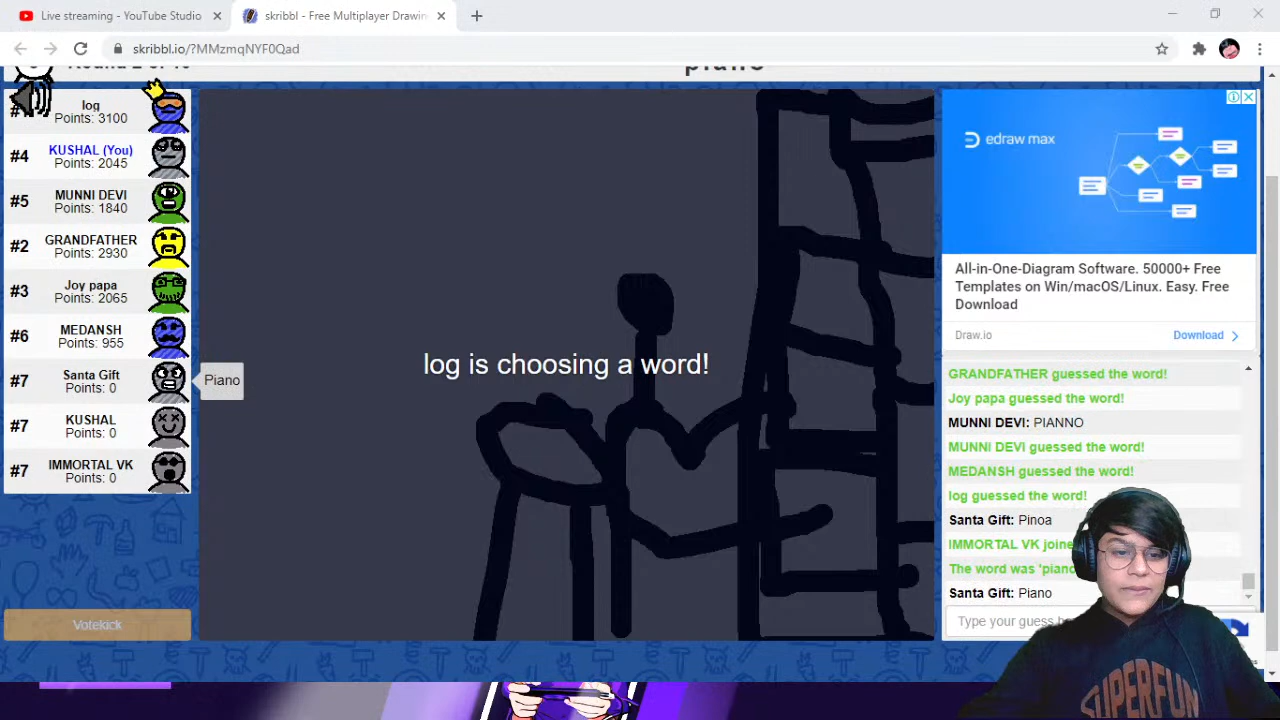 Live streaming - YouTube Studio
skribbl - Free Multiplayer Drawin
skribbl.io/?MMzmqNYF0Qad
piano
log
Points: 3100
#4
KUSHAL (You)
Points: 2045
#5
MUNNI DEVI
Points: 1840
#2
GRANDFATHER
Points: 2930
#3
Joy papa
Points: 2065
#6
MEDANSH
Points: 955
#7
Santa Gift
Points: 0
#7
KUSHAL
Points: 0
#7
IMMORTAL VK
Points: 0
Piano
Votekick
log is choosing a word!
edraw max
All-in-One-Diagram Software. 50000+ Free
Templates on Win/macOS/Linux. Easy. Free
Download
Draw.io
Download
GRANDFATHER guessed the word!
Joy papa guessed the word!
MUNNI DEVI: PIANNO
MUNNI DEVI guessed the word!
MEDANSH guessed the word!
log guessed the word!
Santa Gift: Pinoa
IMMORTAL VK joine
The word was 'piano
Santa Gift: Piano
Type your guess h
SUPERFUN